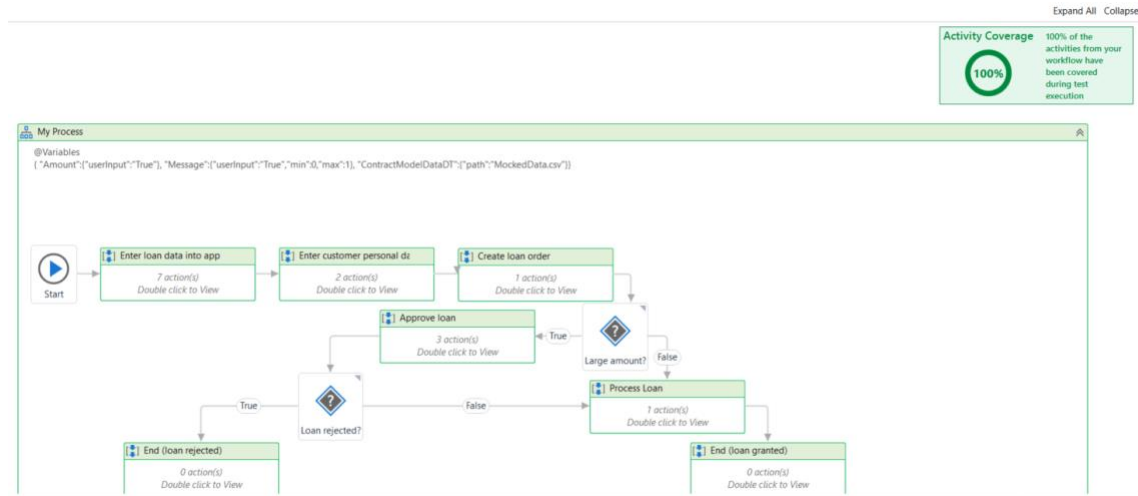 Expand All Collapse
Activity Coverage
100%
100% of the
activities from your
workflow have
been covered
during test
execution
My Process
@Variables
{ "Amount":{"userInput":"True"}, "Message":{"userInput":"True","min":0,"max":1}, "ContractModelDataDT":{"path":"MockedData.csv"}}
Start
Enter loan data into app
7 action(s)
Double click to View
Enter customer personal da
2 action(s)
Double click to View
Create loan order
1 action(s)
Double click to View
Approve loan
3 action(s)
Double click to View
True
Large amount?
False
Process Loan
1 action(s)
Double click to View
True
Loan rejected?
False
End (loan rejected)
0 action(s)
Double click to View
End (loan granted)
0 action(s)
Double click to View